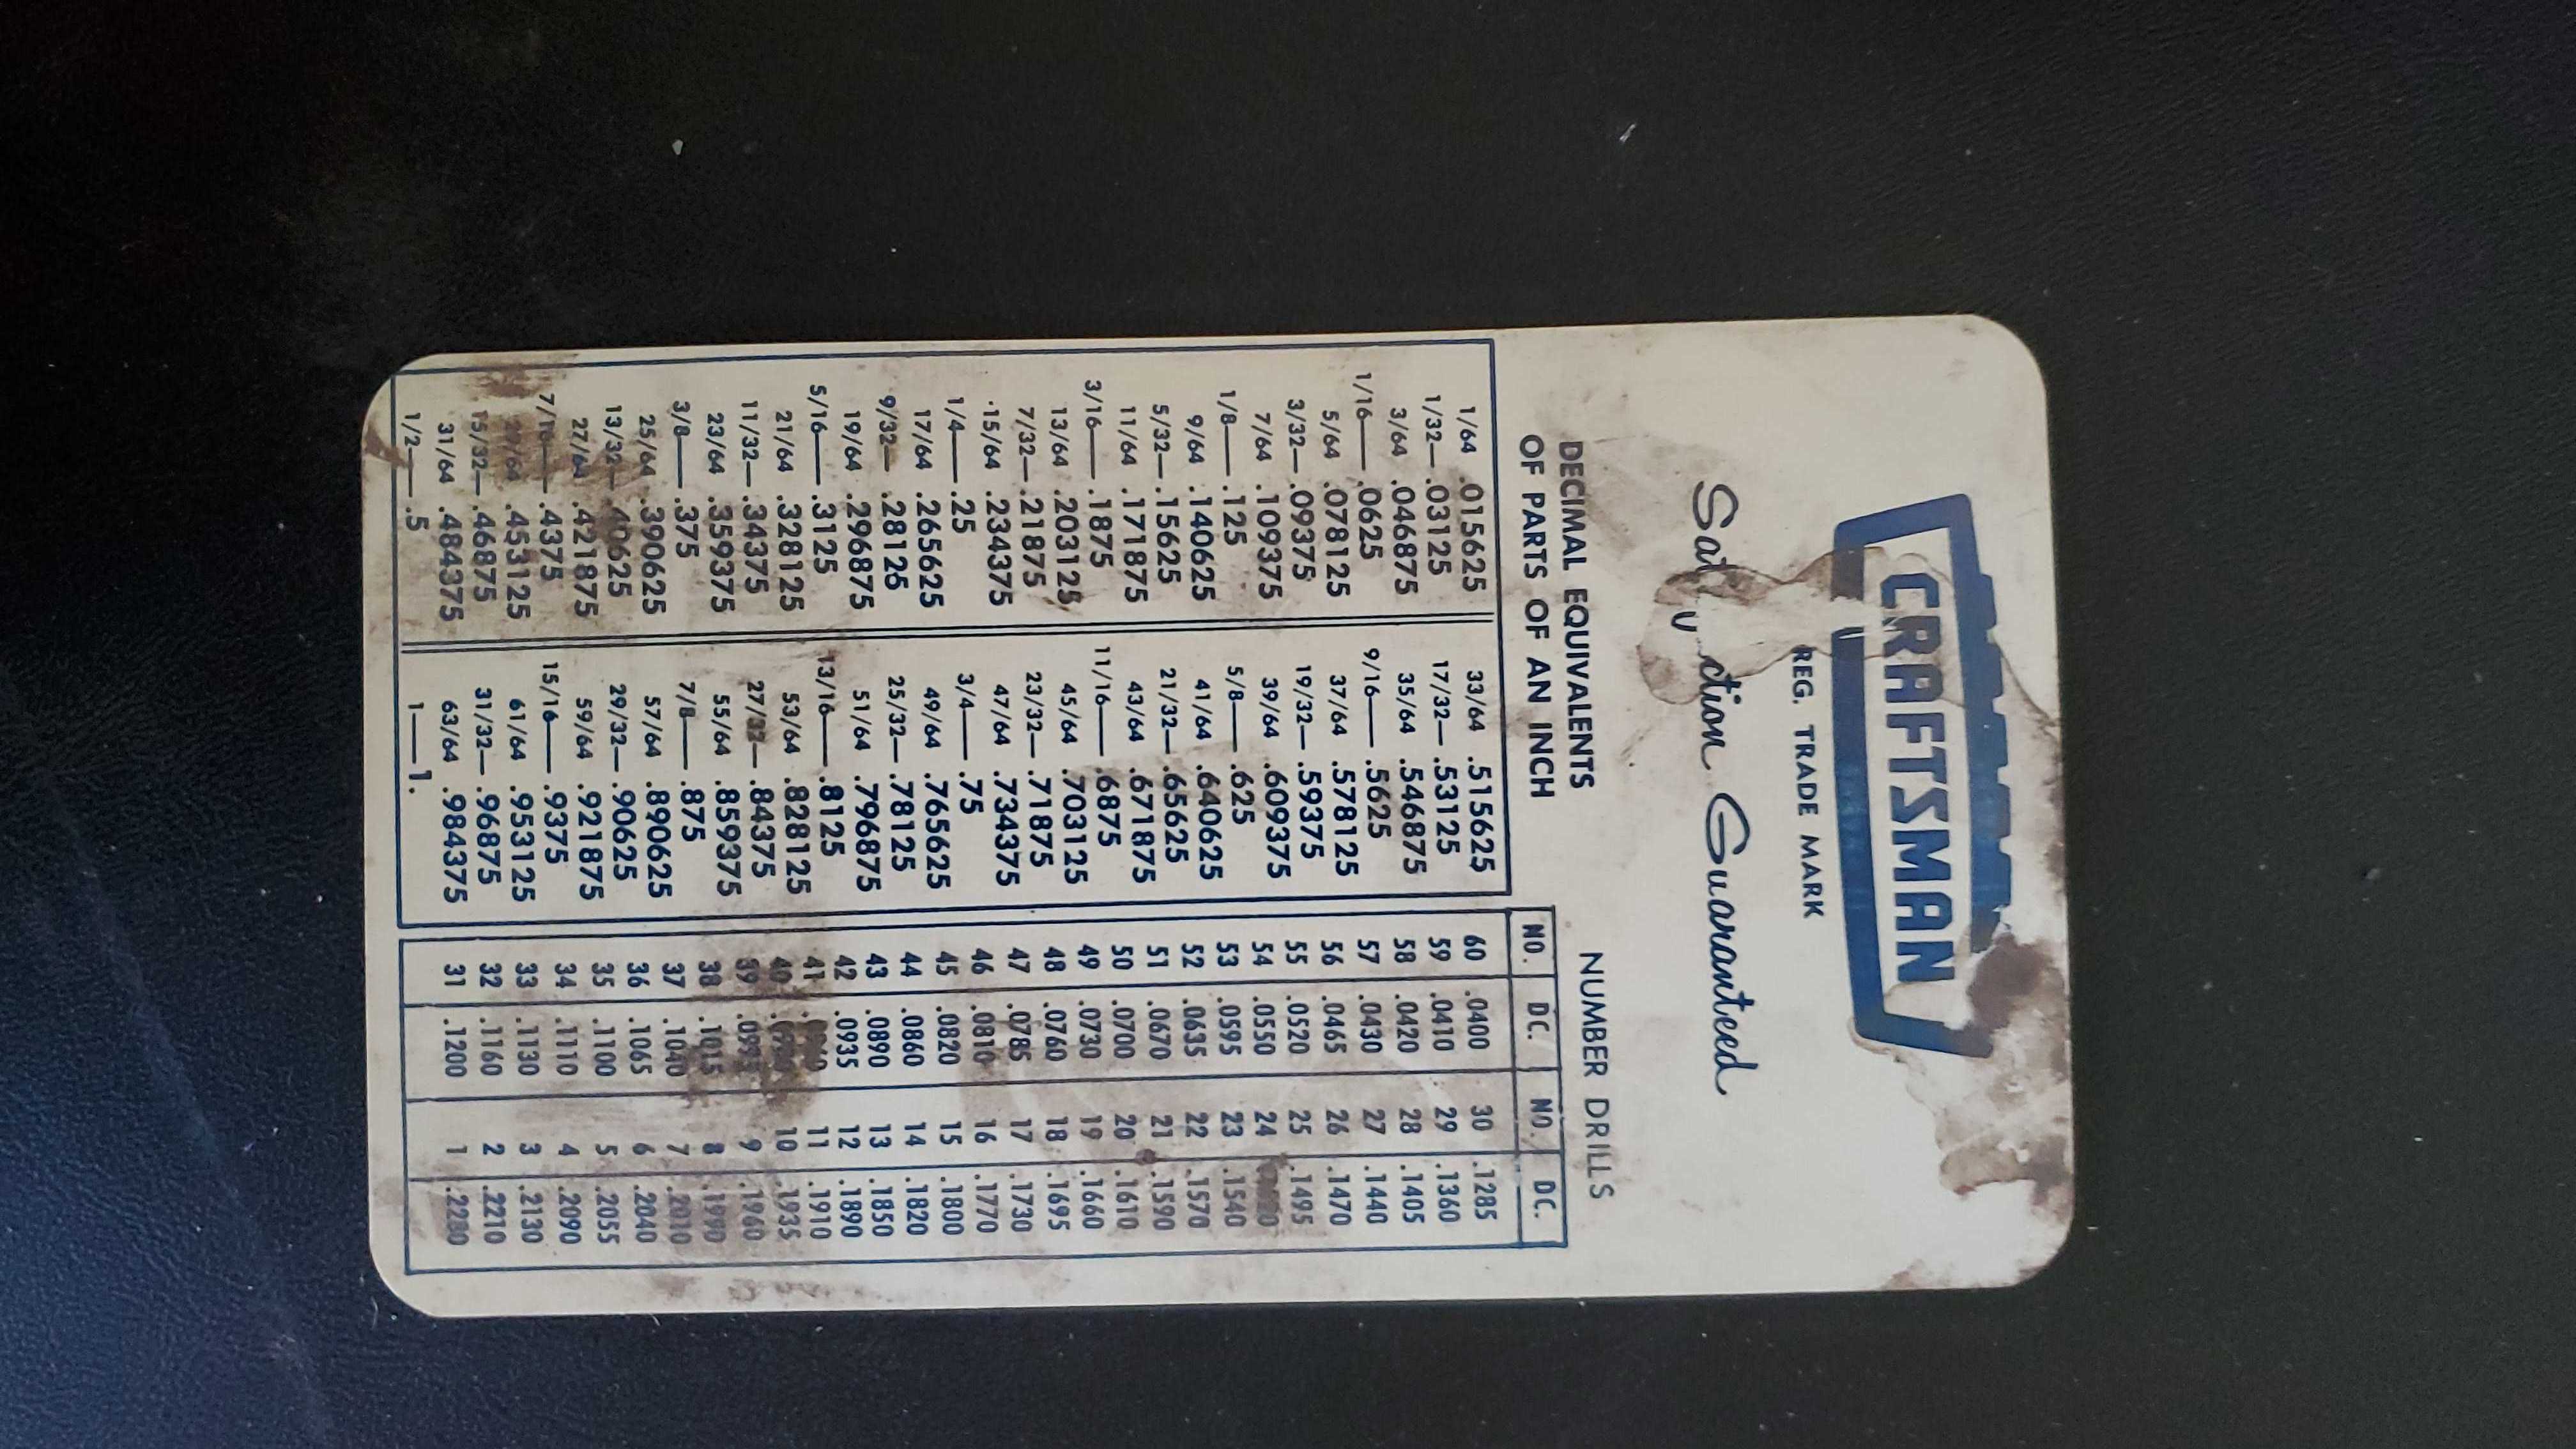 CRAFTSMAN
REG. TRADE MARK
Sat ction Guaranteed
DECIMAL EQUIVALENTS
OF PARTS OF AN INCH
1/64 .015625 33/64 .515625
1/32—.03125 17/32—.53125
3/64 .046875 35/64 .546875
1/16—.0625 9/16—.5625
5/64 .078125 37/64 .578125
3/32—.09375 19/32—.59375
7/64 .109375 39/64 .609375
1/8—.125 5/8—.625
9/64 .140625 41/64 .640625
5/32—.15625 21/32—.65625
11/64 .171875 43/64 .671875
3/16—.1875 11/16—.6875
13/64 .203125 45/64 .703125
7/32—.21875 23/32—.71875
15/64 .234375 47/64 .734375
1/4—.25 3/4—.75
17/64 .265625 49/64 .765625
9/32—.28125 25/32—.78125
19/64 .296875 51/64 .796875
5/16—.3125 13/16—.8125
21/64 .328125 53/64 .828125
11/32—.34375 27/32—.84375
23/64 .359375 55/64 .859375
3/8—.375 7/8—.875
25/64 .390625 57/64 .890625
13/32—.40625 29/32—.90625
27/64 .421875 59/64 .921875
7/16—.4375 15/16—.9375
29/64 .453125 61/64 .953125
15/32—.46875 31/32—.96875
31/64 .484375 63/64 .984375
1/2—.5 1—1.
NUMBER DRILLS
NO. DC. NO. DC.
60 .0400 30 .1285
59 .0410 29 .1360
58 .0420 28 .1405
57 .0430 27 .1440
56 .0465 26 .1470
55 .0520 25 .1495
54 .0550 24
53 .0595 23 .1540
52 .0635 22 .1570
51 .0670 21 .1590
50 .0700 20 .1610
49 .0730 19 .1660
48 .0760 18 .1695
47 .0785 17 .1730
46 .0810 16 .1770
45 .0820 15 .1800
44 .0860 14 .1820
43 .0890 13 .1850
42 .0935 12 .1890
41 11 .1910
40 10 .1935
39 9 .1960
38 .1015 8 .1990
37 .1040 7 .2010
36 .1065 6 .2040
35 .1100 5 .2055
34 .1110 4 .2090
33 .1130 3 .2130
32 .1160 2 .2210
31 .1200 1 .2280